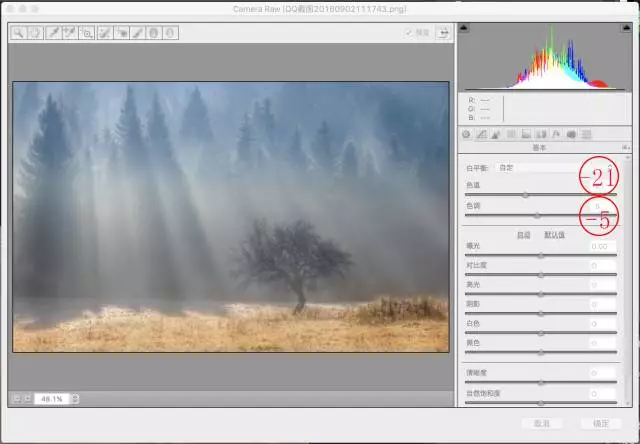 Camera Raw (QQ截图20160902111743.png)
预览
R: ---
G: ---
B: ---
fx
基本
白平衡: 自定
色温
-21
色调
-5
自动 默认值
曝光 0.00
对比度 0
高光 0
阴影 0
白色 0
黑色 0
清晰度 0
自然饱和度 0
48.1%
取消 确定